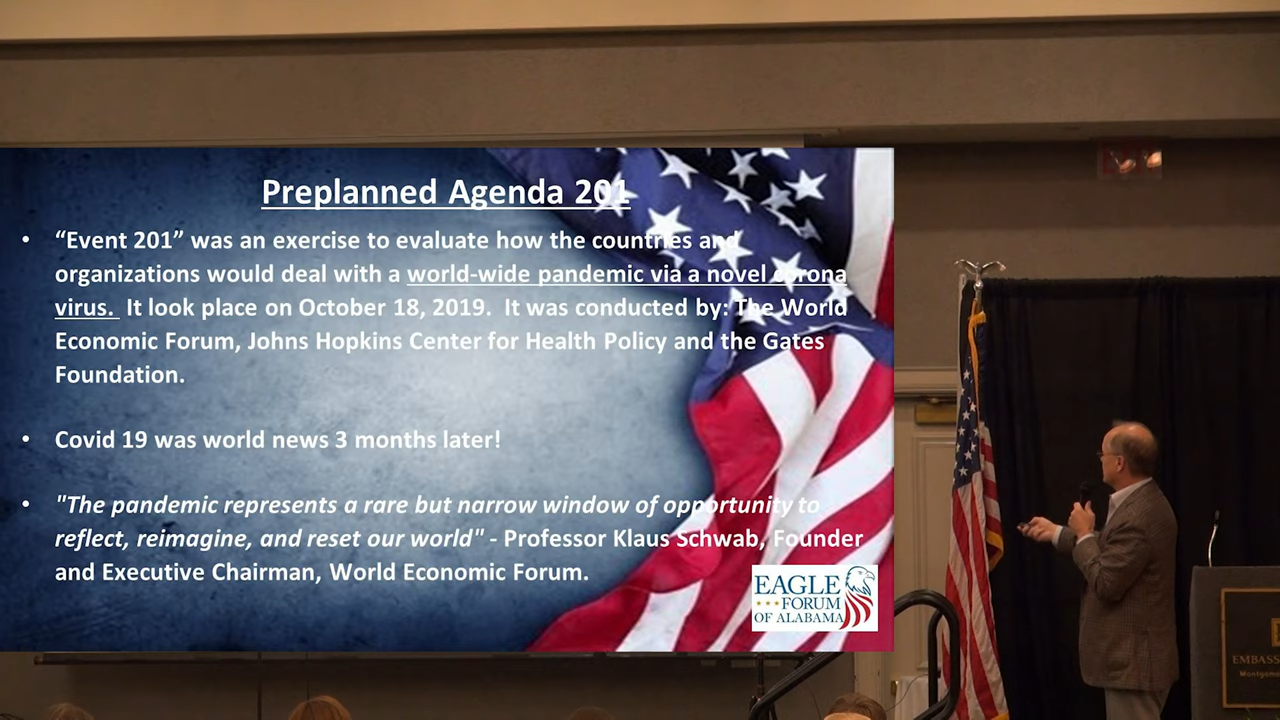 Preplanned Agenda 201
• “Event 201” was an exercise to evaluate how the countries and
organizations would deal with a world-wide pandemic via a novel corona
virus.  It look place on October 18, 2019.  It was conducted by: The World
Economic Forum, Johns Hopkins Center for Health Policy and the Gates
Foundation.
• Covid 19 was world news 3 months later!
• "The pandemic represents a rare but narrow window of opportunity to
reflect, reimagine, and reset our world" - Professor Klaus Schwab, Founder
and Executive Chairman, World Economic Forum.
EAGLE
FORUM
OF ALABAMA
EMBASS
Montgom